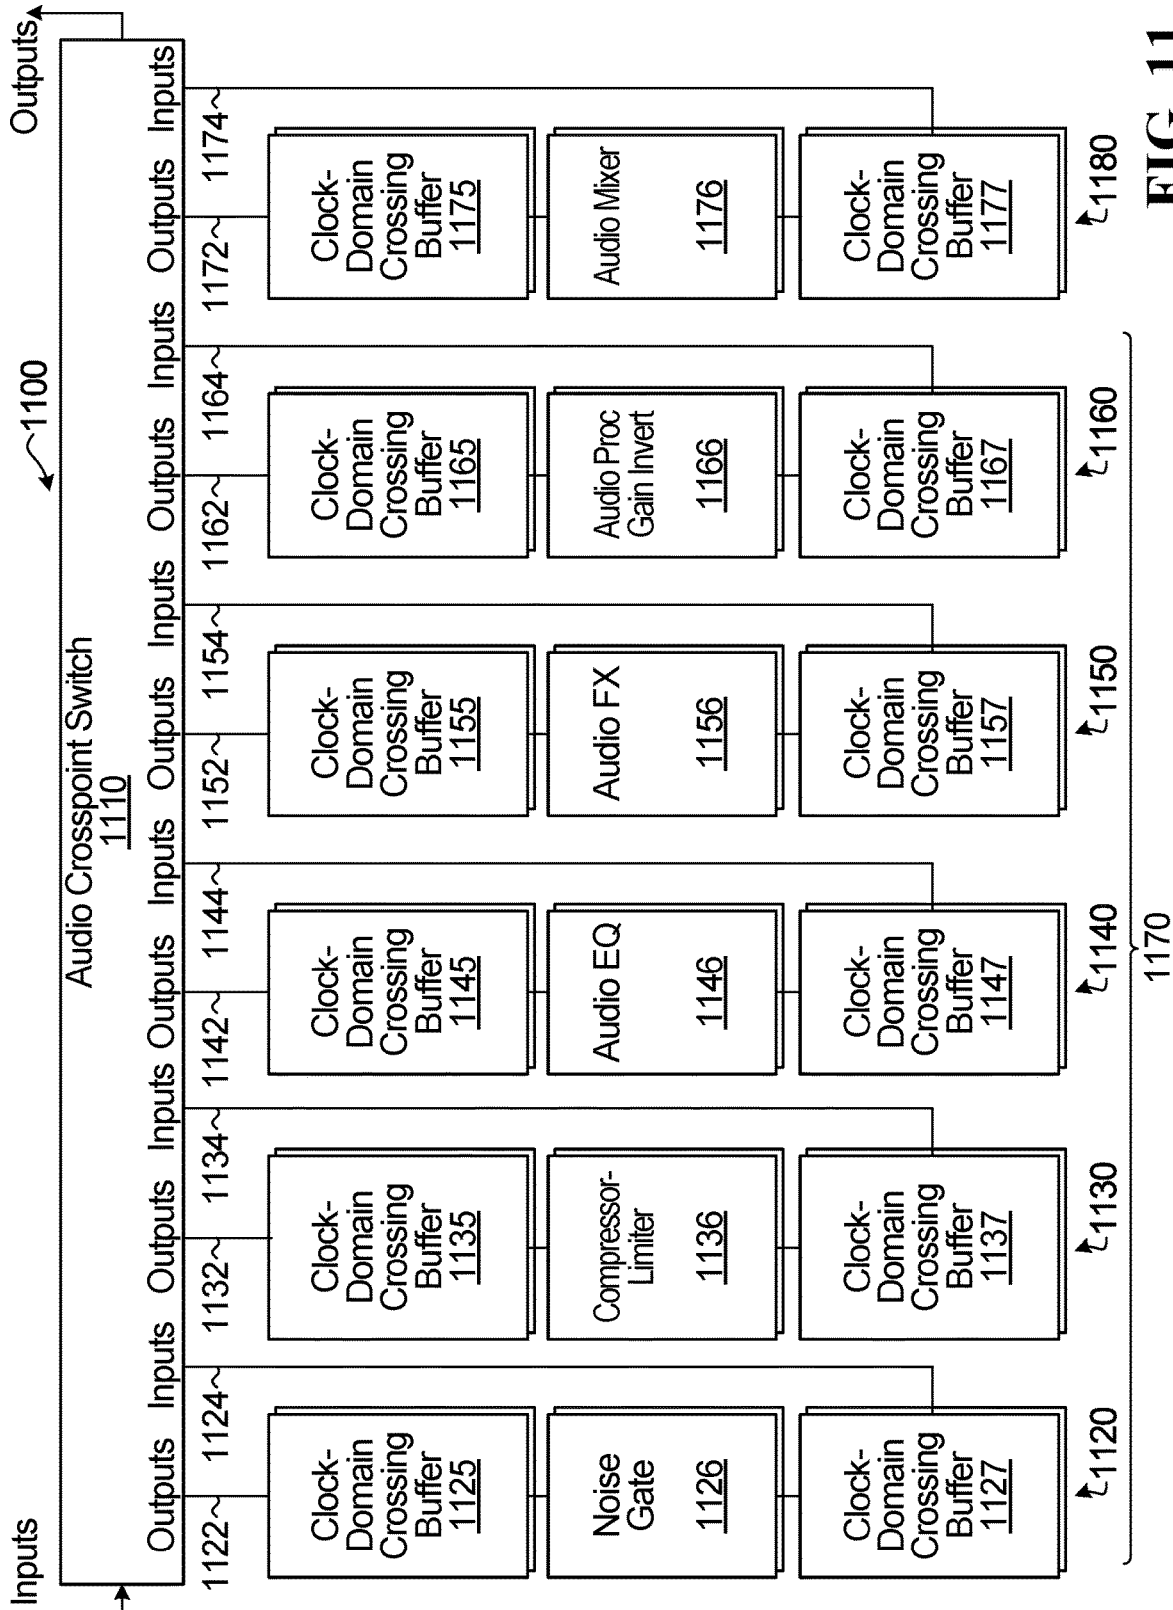 Inputs
1100
Outputs
Audio Crosspoint Switch
1110
Outputs Inputs Outputs Inputs Outputs Inputs Outputs Inputs Outputs Inputs Outputs Inputs
1122 1124 1132 1134 1142 1144 1152 1154 1162 1164 1172 1174
Clock-
Domain
Crossing
Buffer
1125
Clock-
Domain
Crossing
Buffer
1135
Clock-
Domain
Crossing
Buffer
1145
Clock-
Domain
Crossing
Buffer
1155
Clock-
Domain
Crossing
Buffer
1165
Clock-
Domain
Crossing
Buffer
1175
Noise
Gate
1126
Compressor-
Limiter
1136
Audio EQ
1146
Audio FX
1156
Audio Proc
Gain Invert
1166
Audio Mixer
1176
Clock-
Domain
Crossing
Buffer
1127
Clock-
Domain
Crossing
Buffer
1137
Clock-
Domain
Crossing
Buffer
1147
Clock-
Domain
Crossing
Buffer
1157
Clock-
Domain
Crossing
Buffer
1167
Clock-
Domain
Crossing
Buffer
1177
1120 1130 1140 1150 1160 1180
1170
FIG. 11